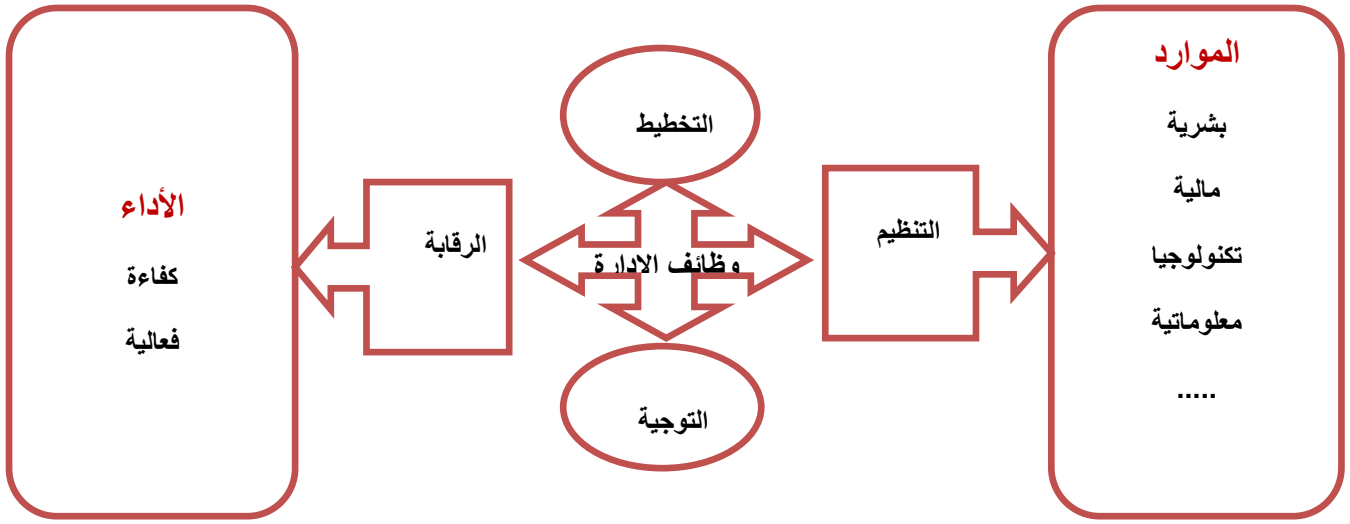 الموارد
بشرية
مالية
تكنولوجيا
معلوماتية
.....
التنظيم
التخطيط
وظائف الادارة
التوجية
الرقابة
الأداء
كفاءة
فعالية